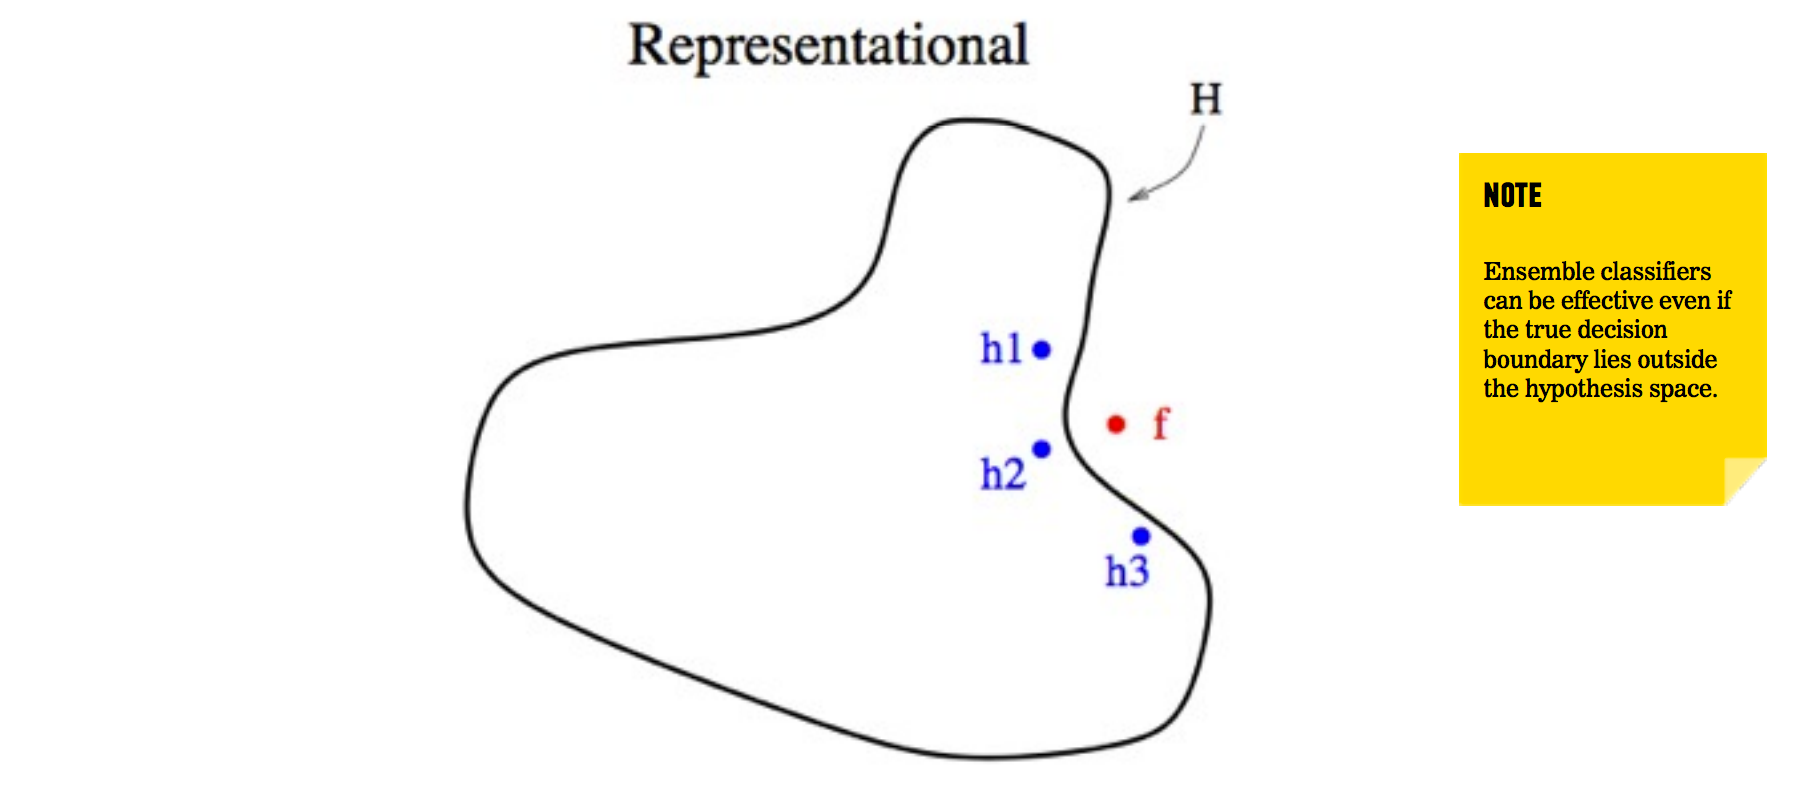 Representational
H
h1
f
h2
h3
NOTE
Ensemble classifiers
can be effective even if
the true decision
boundary lies outside
the hypothesis space.